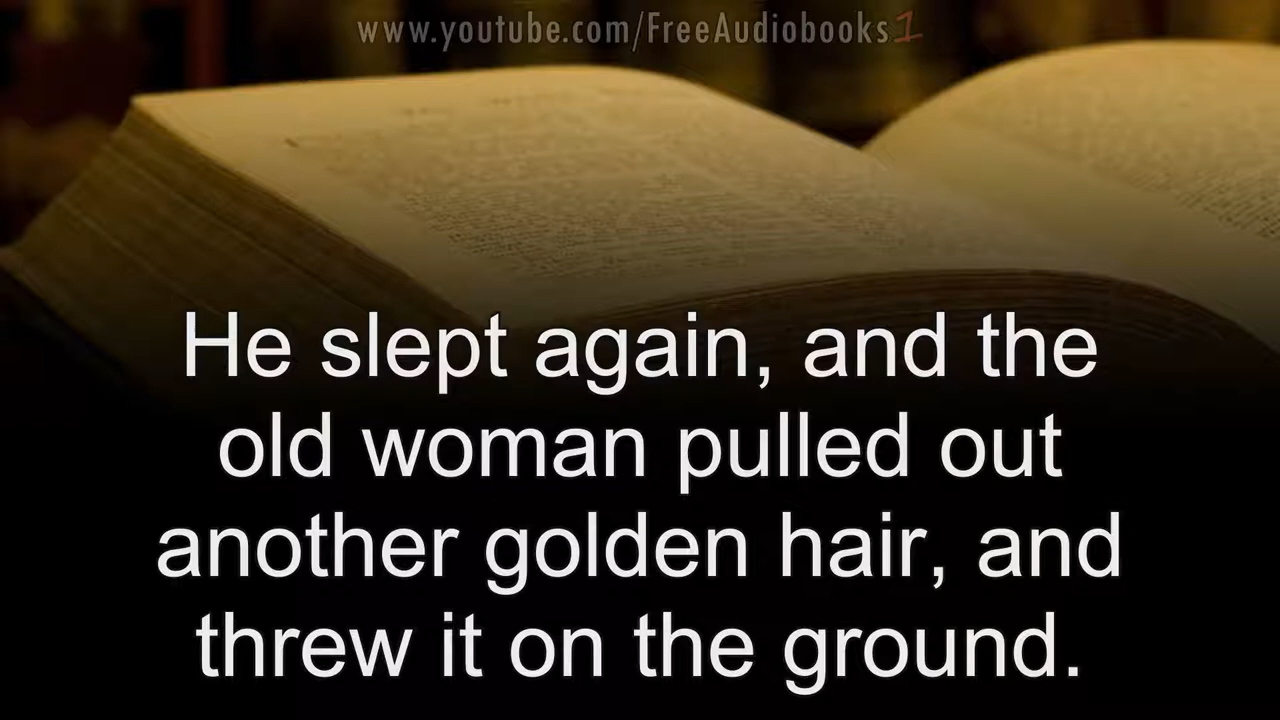 www.youtube.com/FreeAudiobooks1
He slept again, and the
old woman pulled out
another golden hair, and
threw it on the ground.